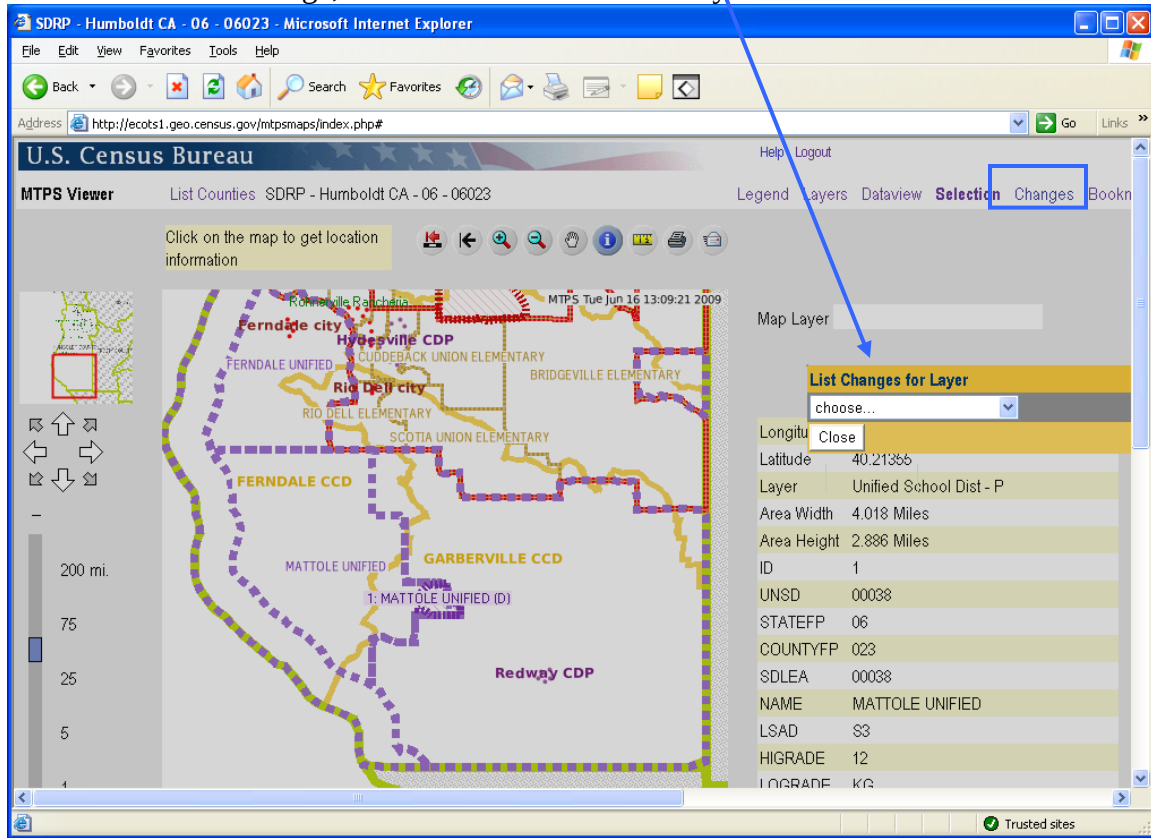 SDRP - Humboldt CA - 06 - 06023 - Microsoft Internet Explorer
File Edit View Favorites Tools Help
Back Search Favorites
Address http://ecots1.geo.census.gov/mtpsmaps/index.php# Go Links »
U.S. Census Bureau Help Logout
MTPS Viewer List Counties SDRP - Humboldt CA - 06 - 06023 Legend Layers Dataview Selection Changes Bookn
Click on the map to get location
information
Rohnerville Rancheria MTPS Tue Jun 16 13:09:21 2009
Ferndale city
Hydesville CDP
FERNDALE UNIFIED
CUDDEBACK UNION ELEMENTARY
BRIDGEVILLE ELEMENTARY
Rio Dell city
RIO DELL ELEMENTARY
SCOTIA UNION ELEMENTARY
FERNDALE CCD
GARBERVILLE CCD
MATTOLE UNIFIED
1: MATTOLE UNIFIED (D)
Redway CDP
200 mi.
75
25
5
1
Map Layer
List Changes for Layer
choose...
Close
Longitu
Latitude 40.21355
Layer Unified School Dist - P
Area Width 4.018 Miles
Area Height 2.886 Miles
ID 1
UNSD 00038
STATEFP 06
COUNTYFP 023
SDLEA 00038
NAME MATTOLE UNIFIED
LSAD S3
HIGRADE 12
LOGRADE KG
Trusted sites